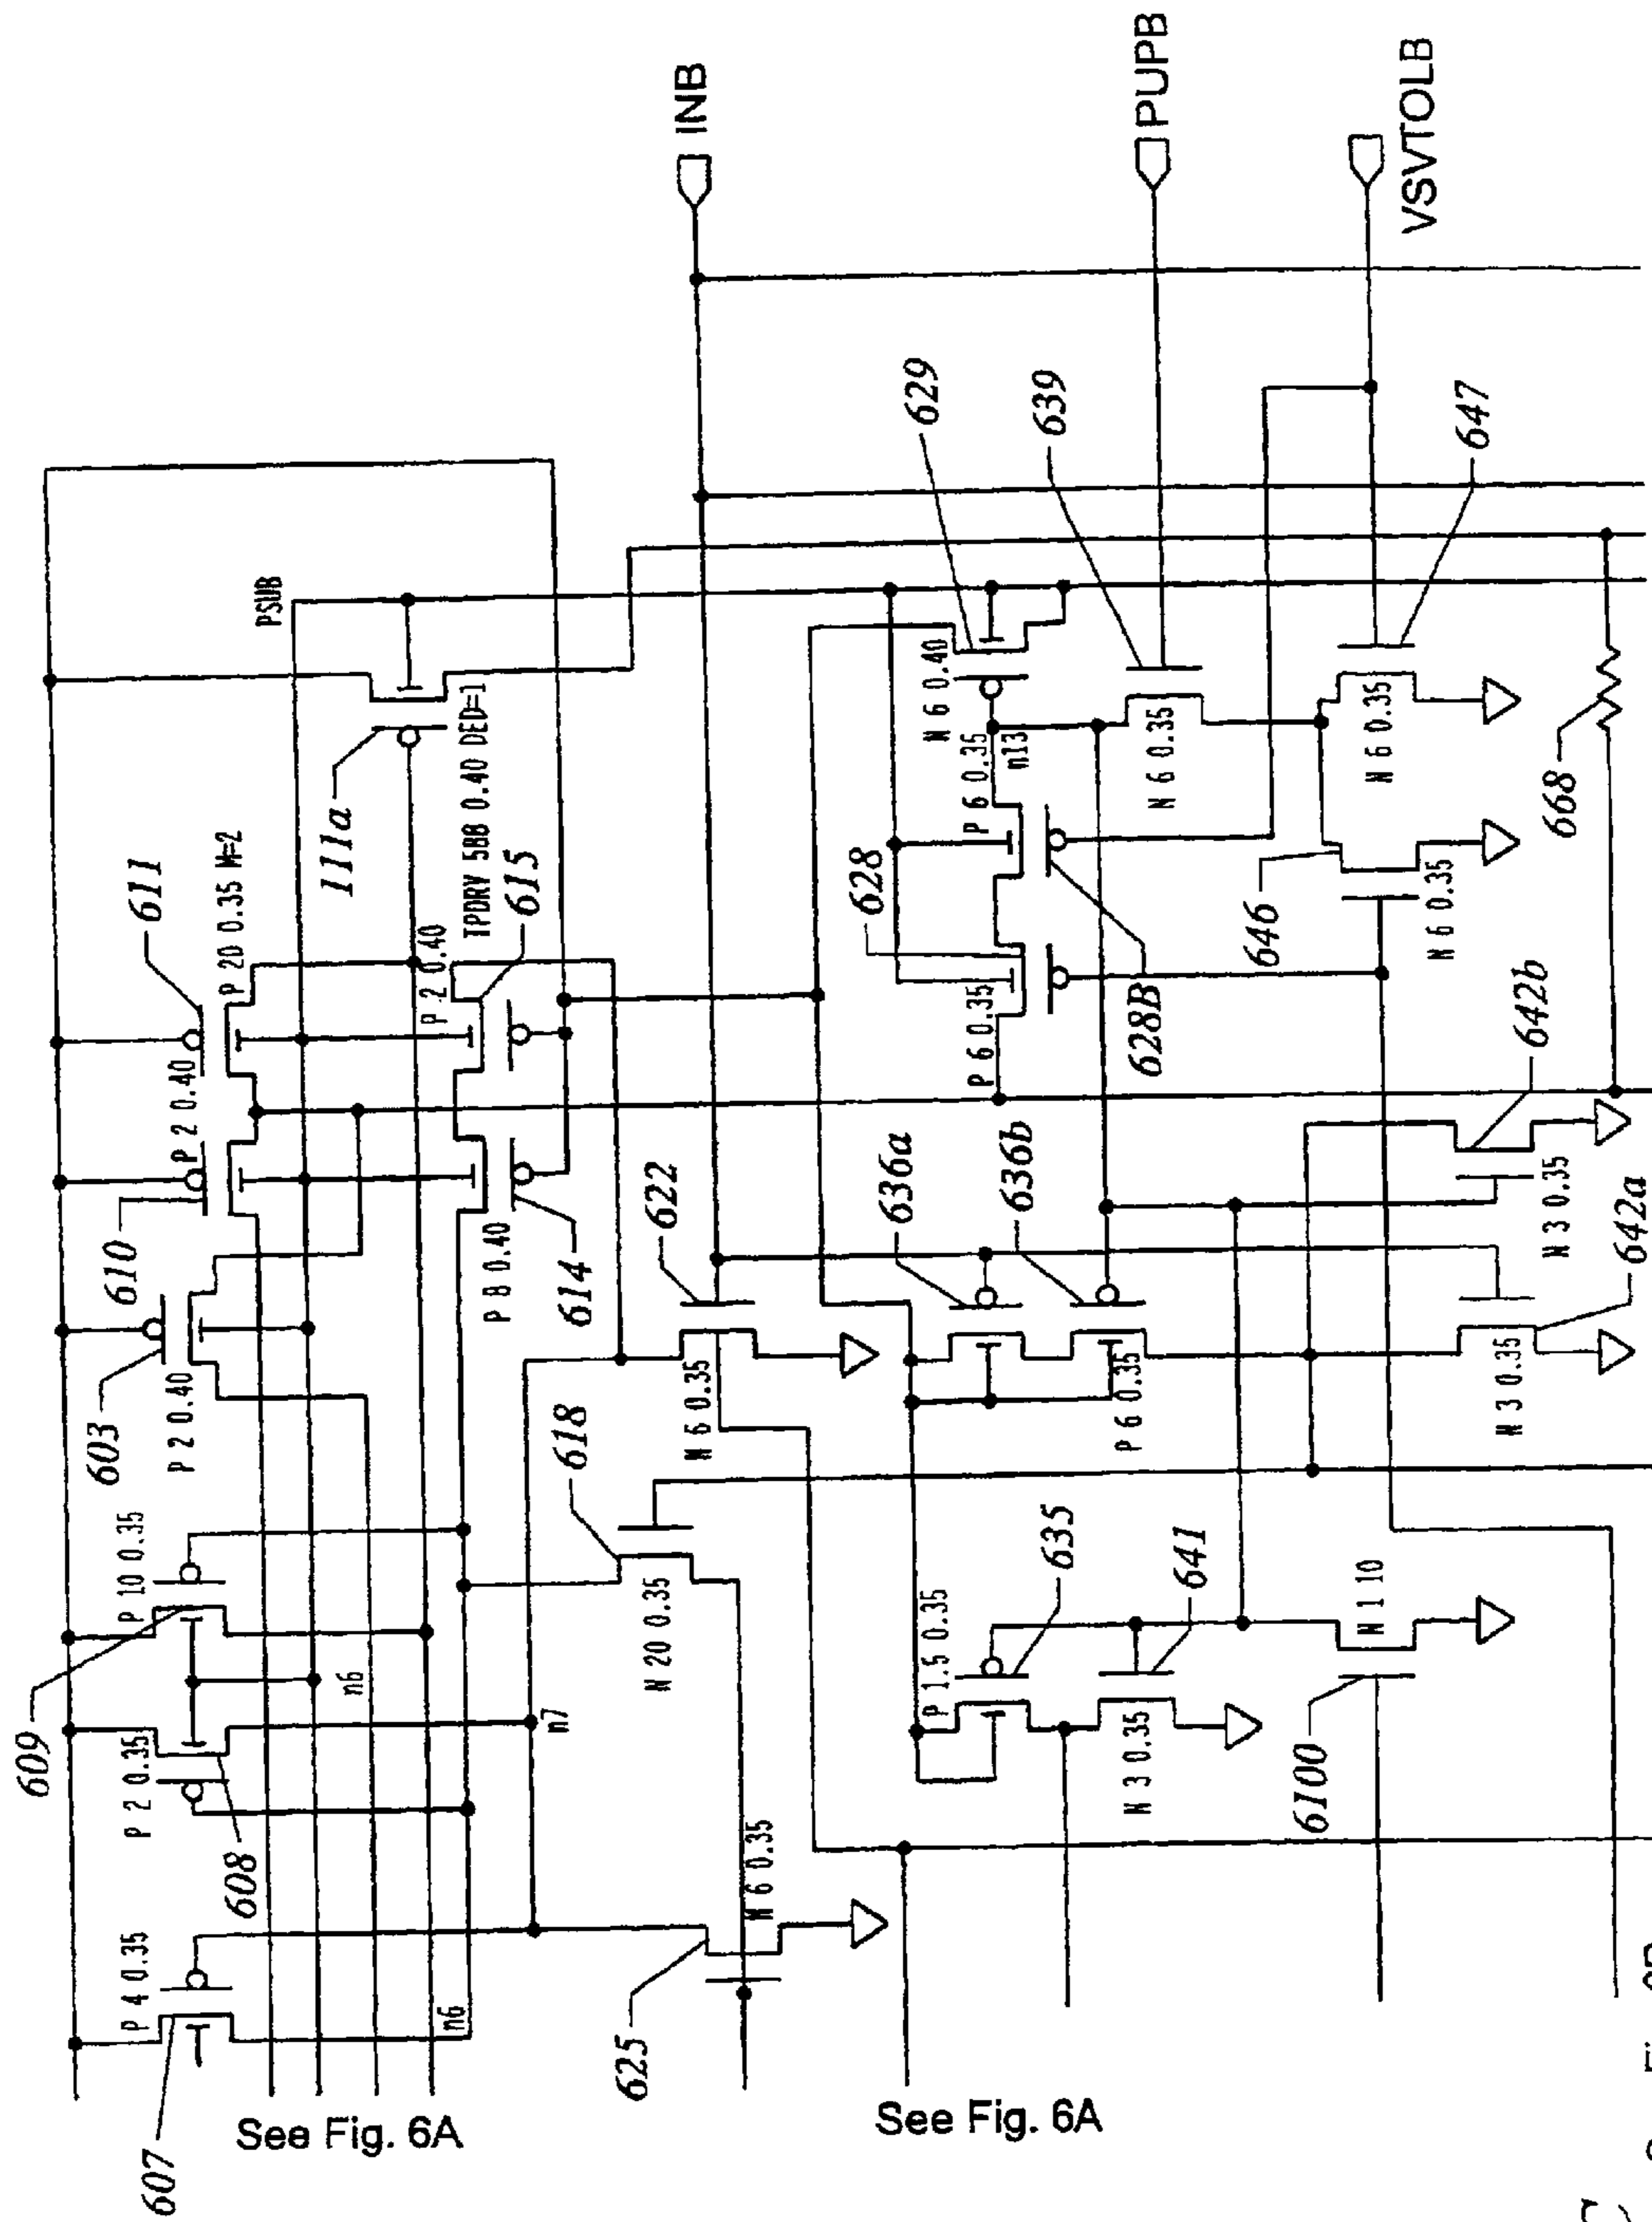 607
P 4 0.35
n6
See Fig. 6A
609
P 2 0.35
608
P 10 0.35
n6
n7
603
P 2 0.40
610
P 2 0.40
611
P 20 0.35 M=2
111a
TPDRV 588 0.40 DED=1
PSUB
P 2 0.40
615
P 8 0.40
614
618
N 20 0.35
622
N 6 0.35
625
N 6 0.35
INB
See Fig. 6A
635
P 1.5 0.35
641
N 3 0.35
6100
N 1 10
636a
636b
P 6 0.35
628
P 6 0.35
628B
P 6 0.35
n13
629
N 6 0.40
639
N 6 0.35
PUPB
646
N 6 0.35
647
N 6 0.35
VSVTOLB
642b
N 3 0.35
642a
N 3 0.35
668